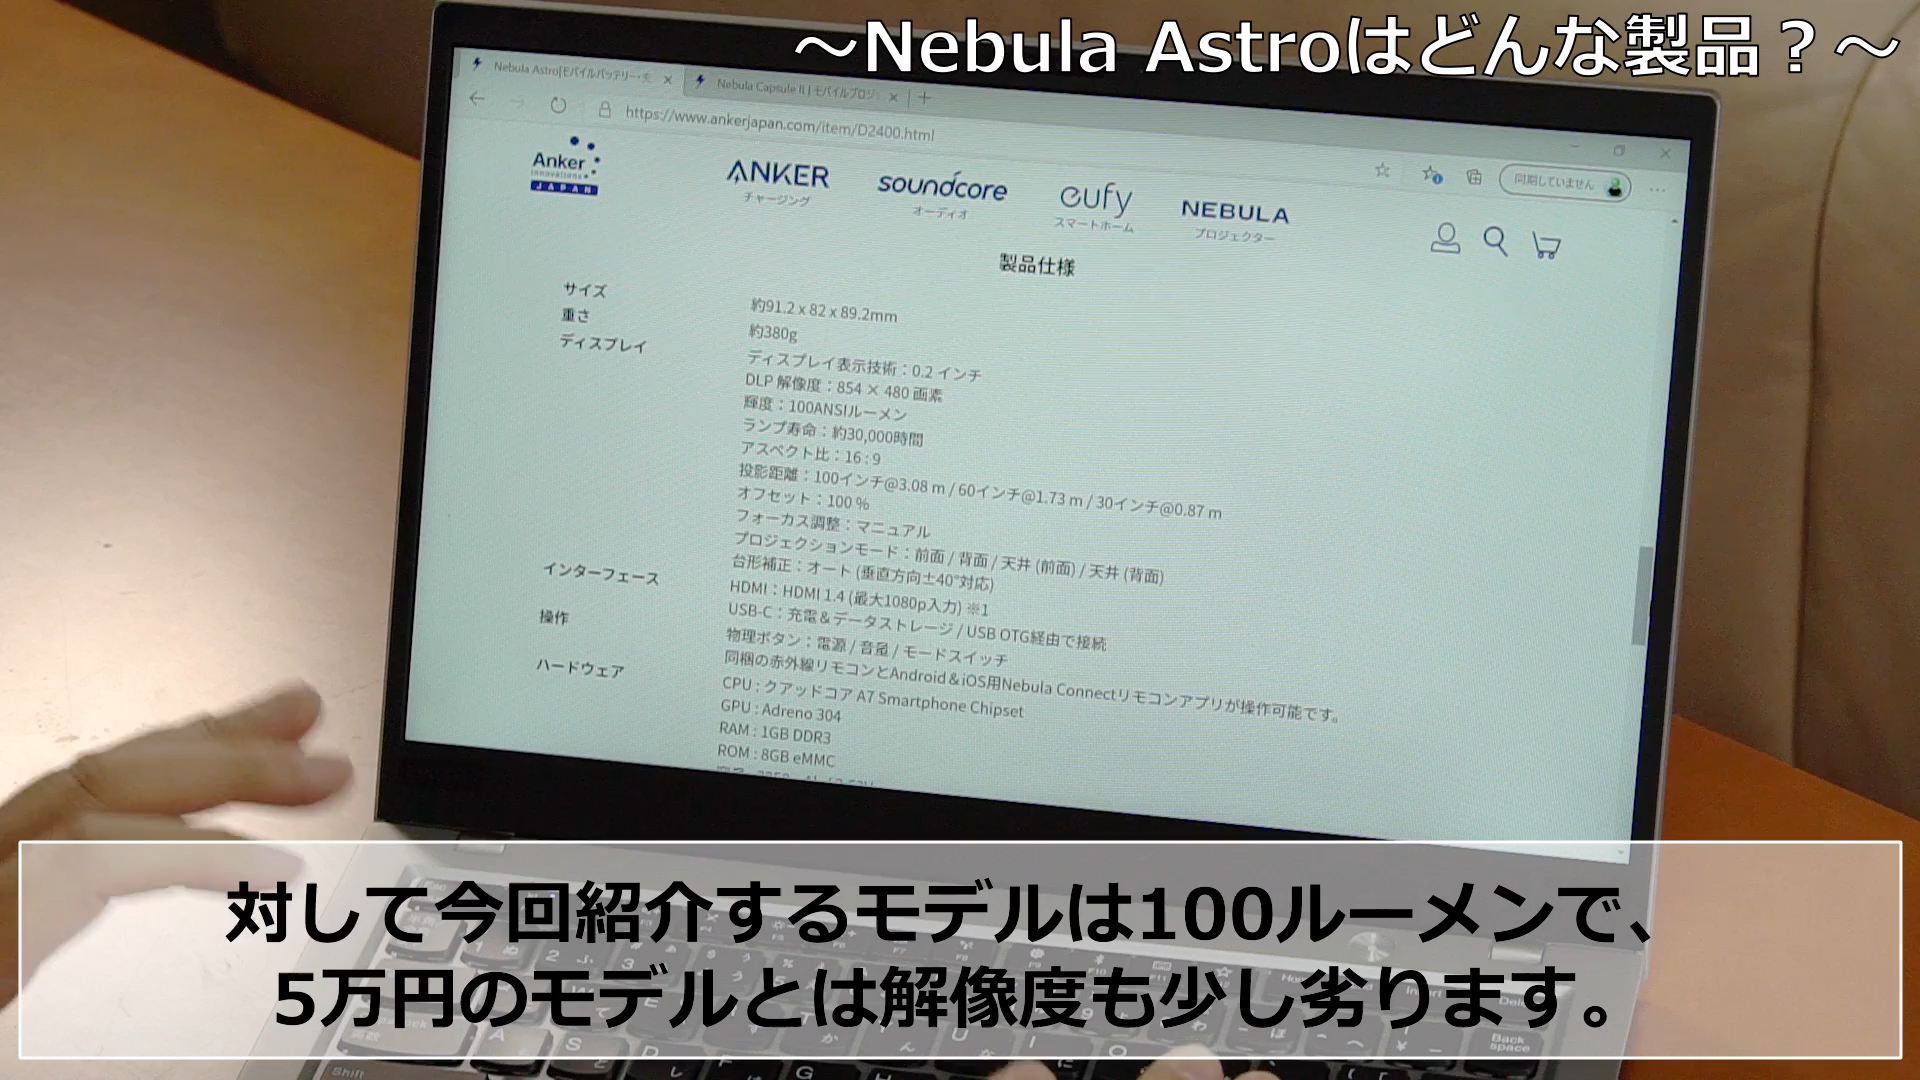 ～Nebula Astroはどんな製品？～
Nebula Astro|モバイルバッテリー・充
Nebula Capsule II | モバイルプロジ
https://www.ankerjapan.com/item/D2400.html
同期していません
Anker
Innovations
JAPAN
ANKER
チャージング
soundcore
オーディオ
eufy
スマートホーム
NEBULA
プロジェクター
製品仕様
サイズ
約91.2 x 82 x 89.2mm
重さ
約380g
ディスプレイ
ディスプレイ表示技術：0.2 インチ
DLP 解像度：854 × 480 画素
輝度：100ANSIルーメン
ランプ寿命：約30,000時間
アスペクト比：16 : 9
投影距離：100インチ@3.08 m / 60インチ@1.73 m / 30インチ@0.87 m
オフセット：100 %
フォーカス調整：マニュアル
プロジェクションモード：前面 / 背面 / 天井 (前面) / 天井 (背面)
台形補正：オート (垂直方向±40°対応)
インターフェース
HDMI：HDMI 1.4 (最大1080p入力) ※1
USB-C：充電＆データストレージ / USB OTG経由で接続
操作
物理ボタン：電源 / 音量 / モードスイッチ
同梱の赤外線リモコンとAndroid＆iOS用Nebula Connectリモコンアプリが操作可能です。
ハードウェア
CPU : クアッドコア A7 Smartphone Chipset
GPU : Adreno 304
RAM : 1GB DDR3
ROM : 8GB eMMC
対して今回紹介するモデルは100ルーメンで、
5万円のモデルとは解像度も少し劣ります。
Back
space
Shift